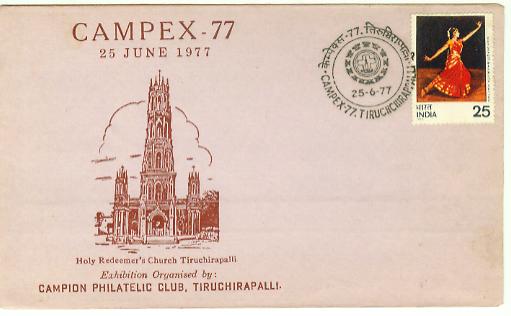 CAMPEX-77
25 JUNE 1977
केम्पेक्स-77. तिरुचिरापल्ली
25-6-77
CAMPEX-77. TIRUCHCHIRAPALLI
भारत
INDIA 25
Holy Redeemer's Church Tiruchirapalli
Exhibition Organised by:
CAMPION PHILATELIC CLUB, TIRUCHIRAPALLI.